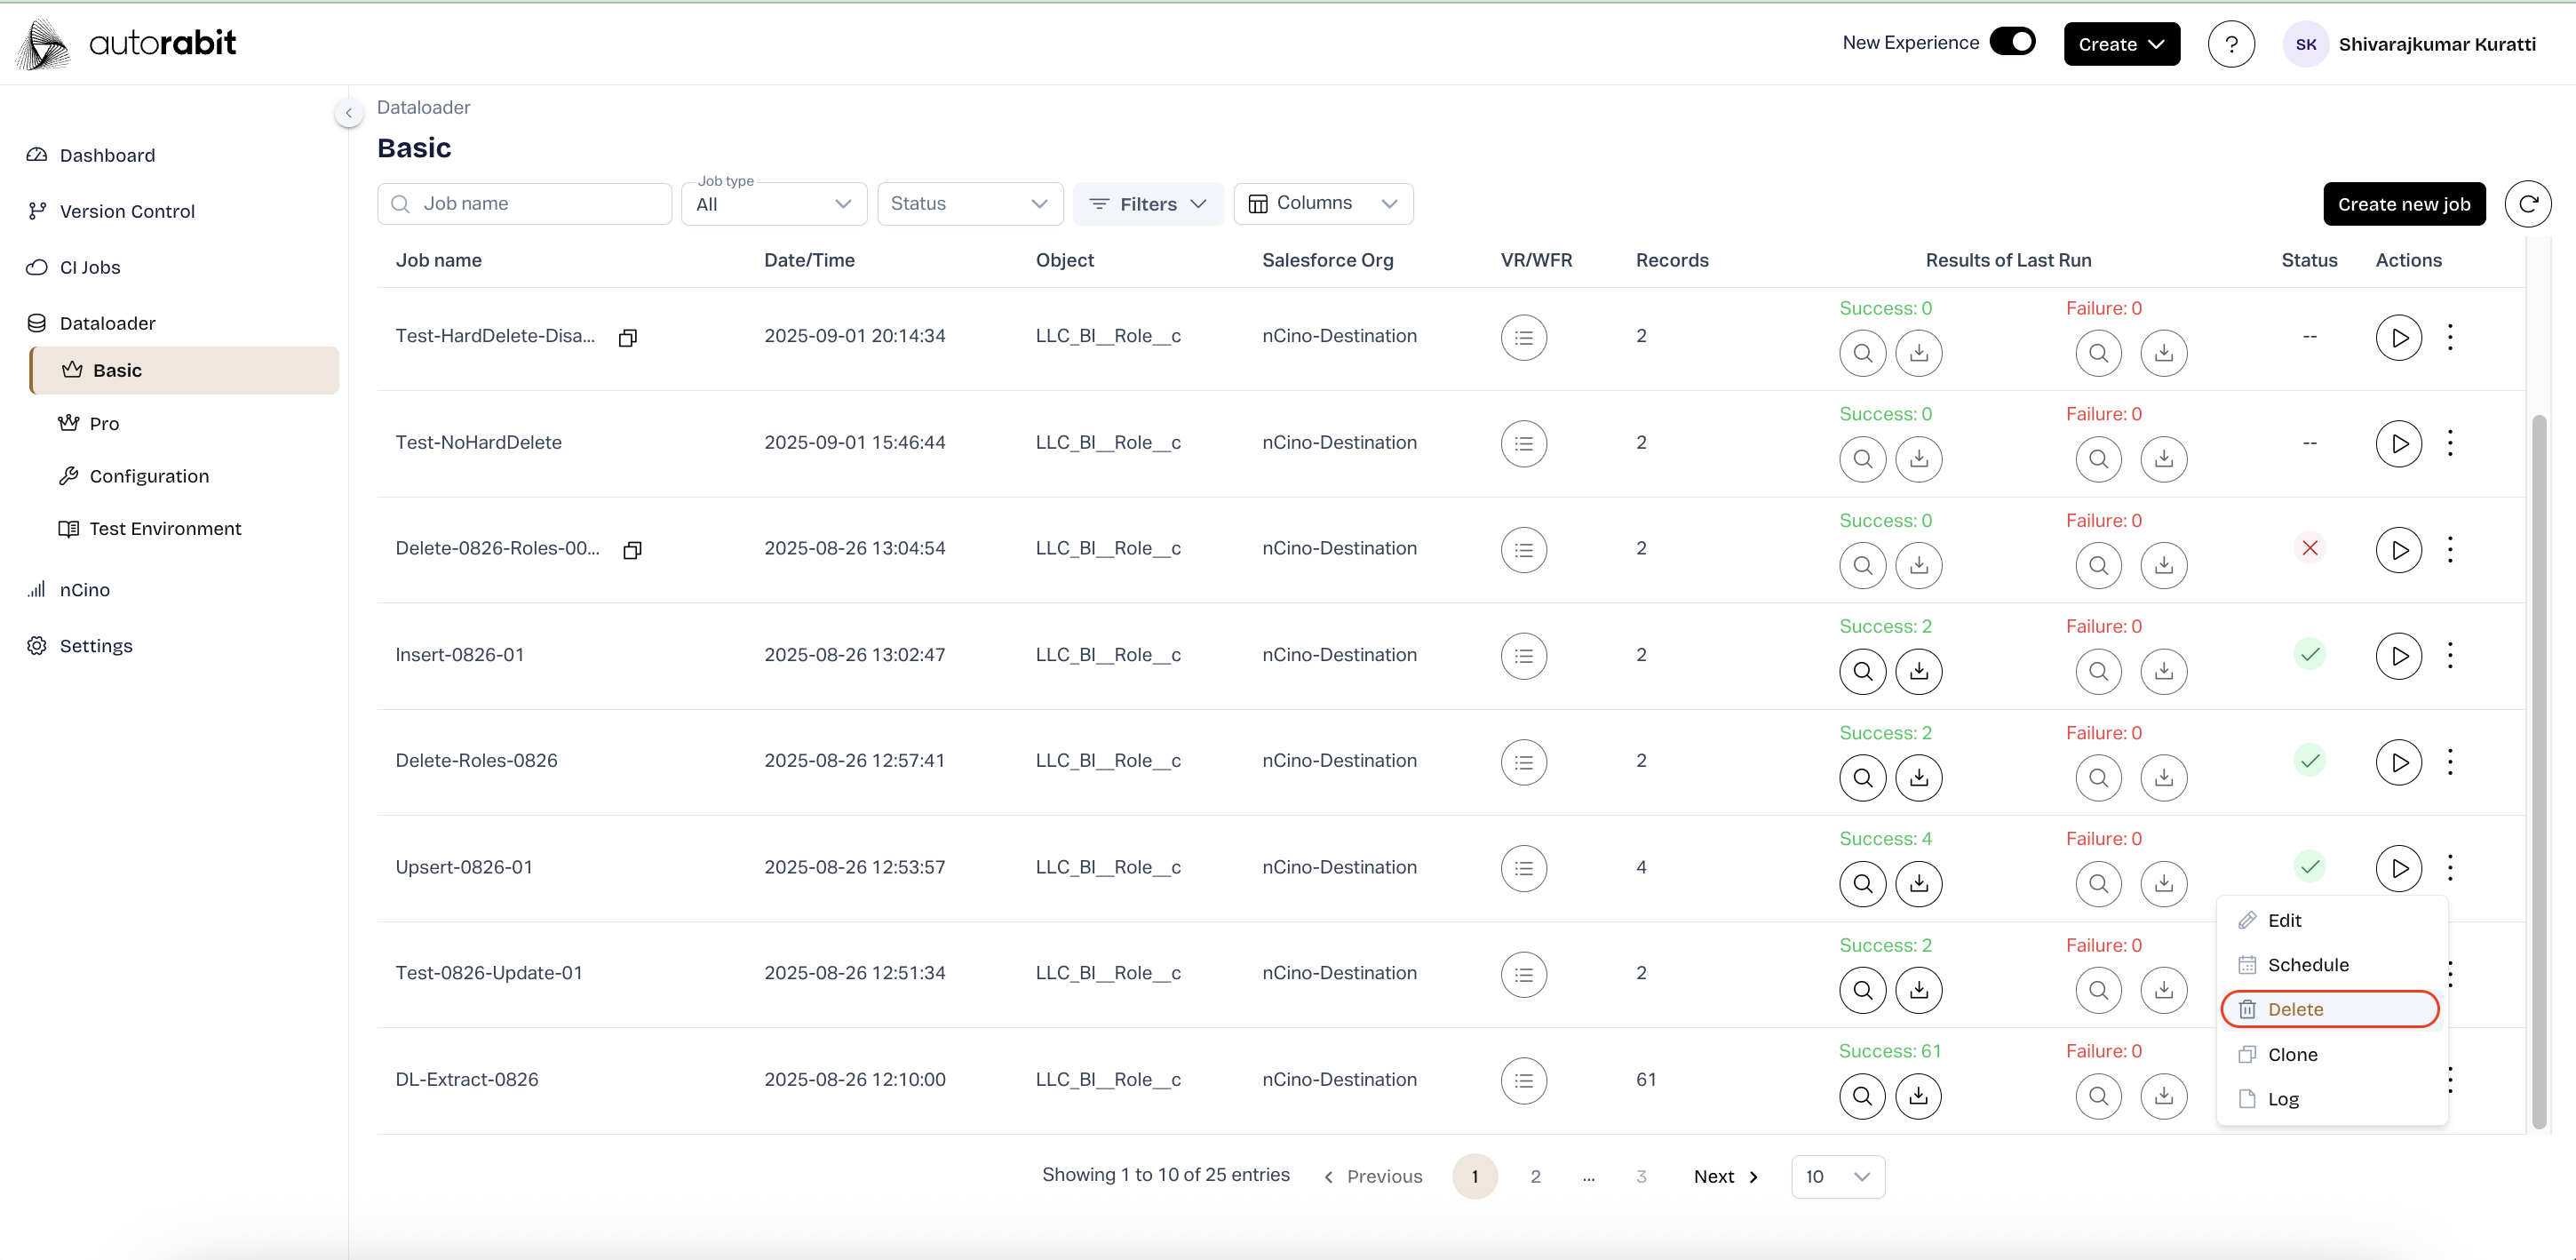 autorabit
New Experience
Create
?
SK
Shivarajkumar Kuratti
Dashboard
Version Control
CI Jobs
Dataloader
Basic
Pro
Configuration
Test Environment
nCino
Settings
Dataloader
Basic
Job name
Job type
All
Status
Filters
Columns
Create new job
Job name Date/Time Object Salesforce Org VR/WFR Records Results of Last Run Status Actions
Success: 0 Failure: 0
Test-HardDelete-Disa... 2025-09-01 20:14:34 LLC_BI__Role__c nCino-Destination 2 --
Success: 0 Failure: 0
Test-NoHardDelete 2025-09-01 15:46:44 LLC_BI__Role__c nCino-Destination 2 --
Success: 0 Failure: 0
Delete-0826-Roles-00... 2025-08-26 13:04:54 LLC_BI__Role__c nCino-Destination 2
Success: 2 Failure: 0
Insert-0826-01 2025-08-26 13:02:47 LLC_BI__Role__c nCino-Destination 2
Success: 2 Failure: 0
Delete-Roles-0826 2025-08-26 12:57:41 LLC_BI__Role__c nCino-Destination 2
Success: 4 Failure: 0
Upsert-0826-01 2025-08-26 12:53:57 LLC_BI__Role__c nCino-Destination 4
Success: 2 Failure: 0
Test-0826-Update-01 2025-08-26 12:51:34 LLC_BI__Role__c nCino-Destination 2
Success: 61 Failure: 0
DL-Extract-0826 2025-08-26 12:10:00 LLC_BI__Role__c nCino-Destination 61
Edit
Schedule
Delete
Clone
Log
Showing 1 to 10 of 25 entries Previous 1 2 ... 3 Next 10